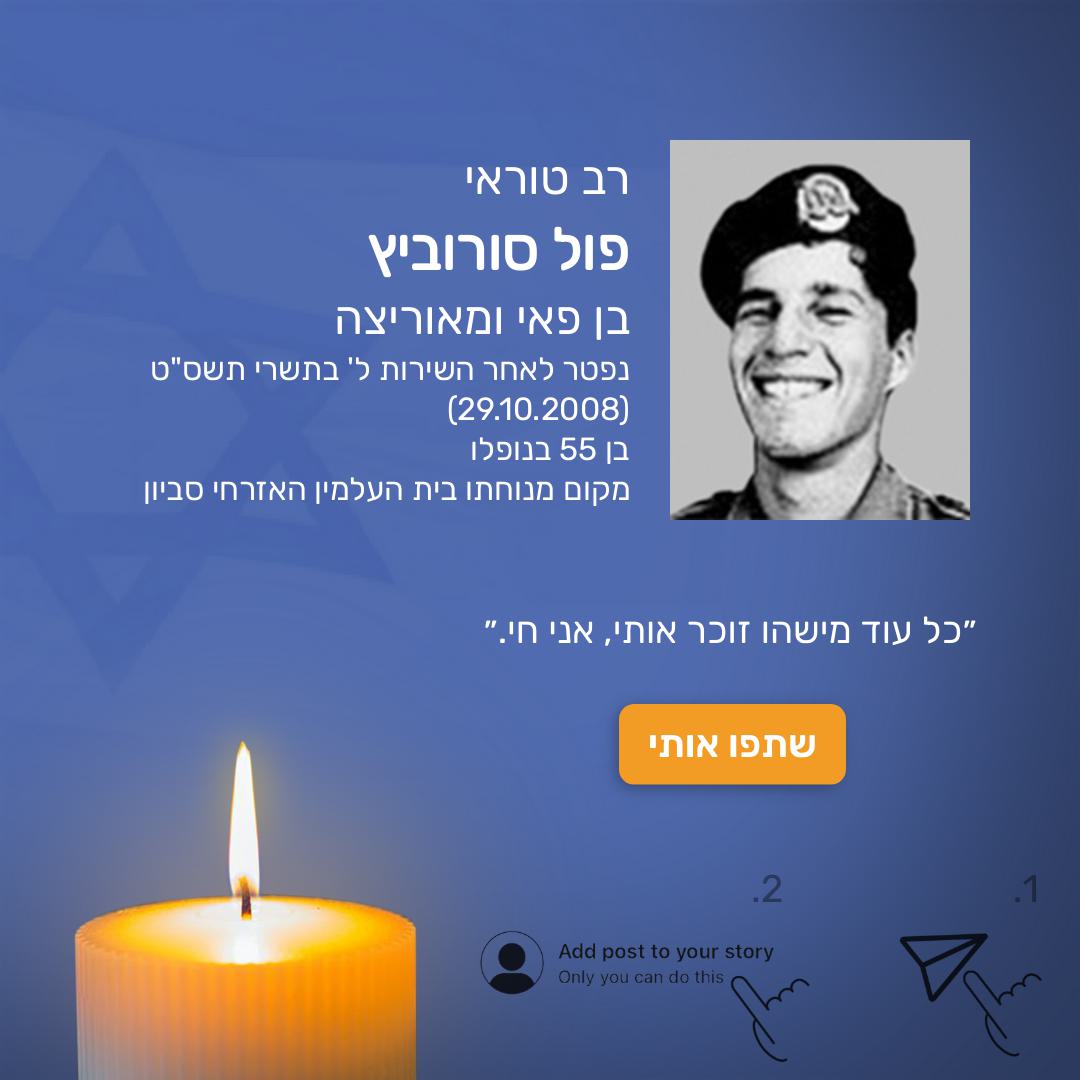 רב טוראי
פול סורוביץ
בן פאי ומאוריצה
נפטר לאחר השירות ל' בתשרי תשס"ט
(29.10.2008)
בן 55 בנופלו
מקום מנוחתו בית העלמין האזרחי סביון
״כל עוד מישהו זוכר אותי, אני חי.״
שתפו אותי
1.
2.
Add post to your story
Only you can do this